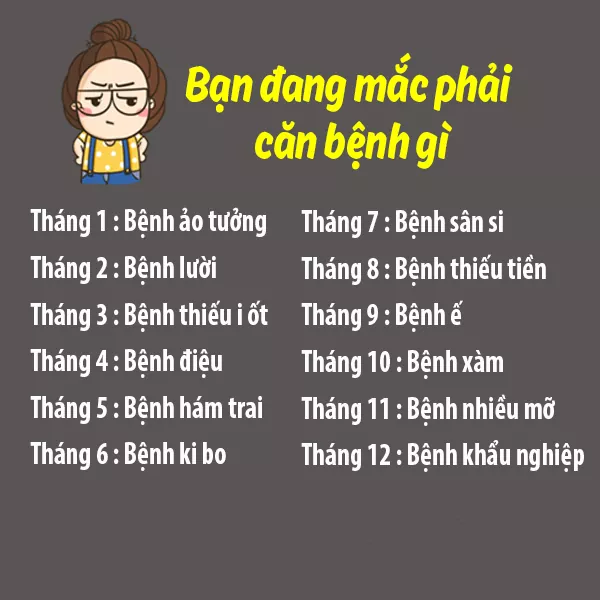 Bạn đang mắc phải
căn bệnh gì
Tháng 1 : Bệnh ảo tưởng
Tháng 2 : Bệnh lười
Tháng 3 : Bệnh thiếu i ốt
Tháng 4 : Bệnh điệu
Tháng 5 : Bệnh hám trai
Tháng 6 : Bệnh ki bo
Tháng 7 : Bệnh sân si
Tháng 8 : Bệnh thiếu tiền
Tháng 9 : Bệnh ế
Tháng 10 : Bệnh xàm
Tháng 11 : Bệnh nhiều mỡ
Tháng 12 : Bệnh khẩu nghiệp